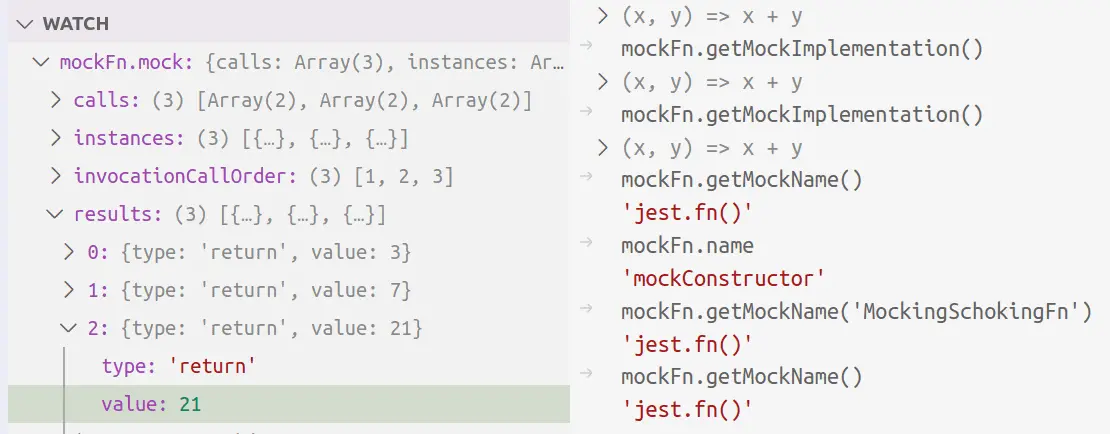 WATCH
mockFn.mock: {calls: Array(3), instances: Ar…
calls: (3) [Array(2), Array(2), Array(2)]
instances: (3) [{…}, {…}, {…}]
invocationCallOrder: (3) [1, 2, 3]
results: (3) [{…}, {…}, {…}]
0: {type: 'return', value: 3}
1: {type: 'return', value: 7}
2: {type: 'return', value: 21}
type: 'return'
value: 21
(x, y) => x + y
mockFn.getMockImplementation()
(x, y) => x + y
mockFn.getMockImplementation()
(x, y) => x + y
mockFn.getMockName()
'jest.fn()'
mockFn.name
'mockConstructor'
mockFn.getMockName('MockingSchokingFn')
'jest.fn()'
mockFn.getMockName()
'jest.fn()'